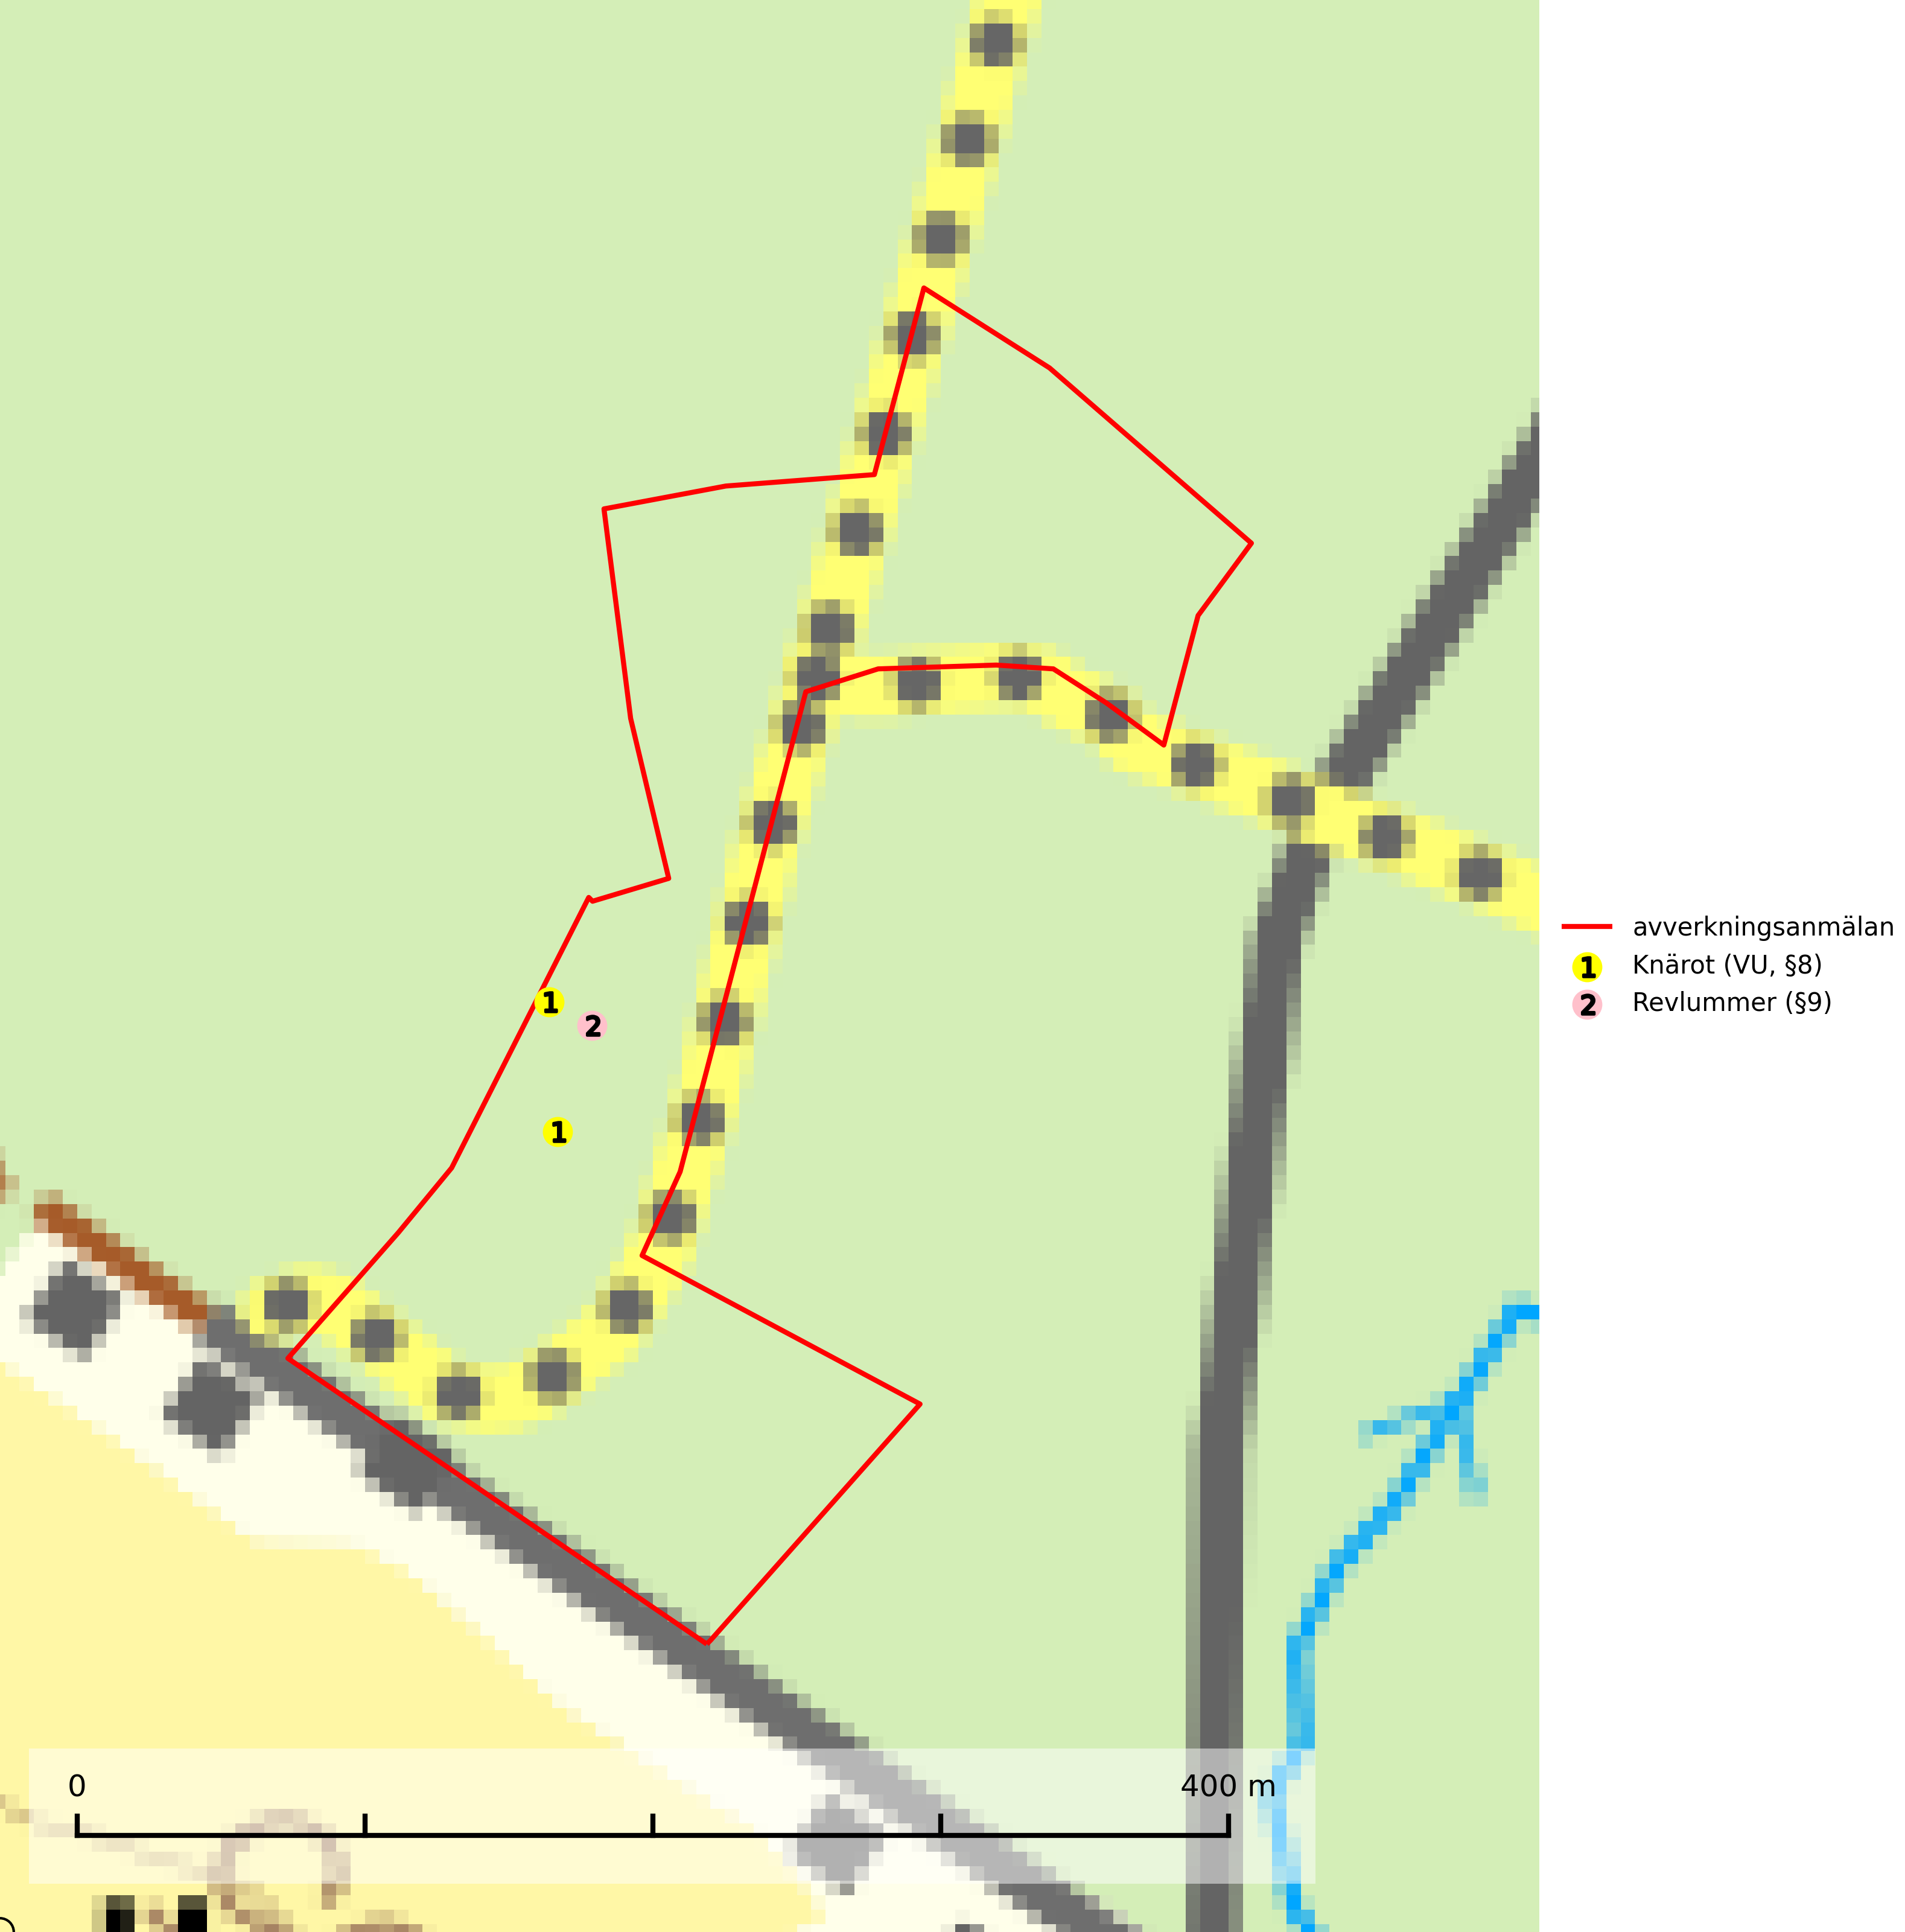 1
2
1
avverkningsanmälan
1 Knärot (VU, §8)
2 Revlummer (§9)
0 400 m